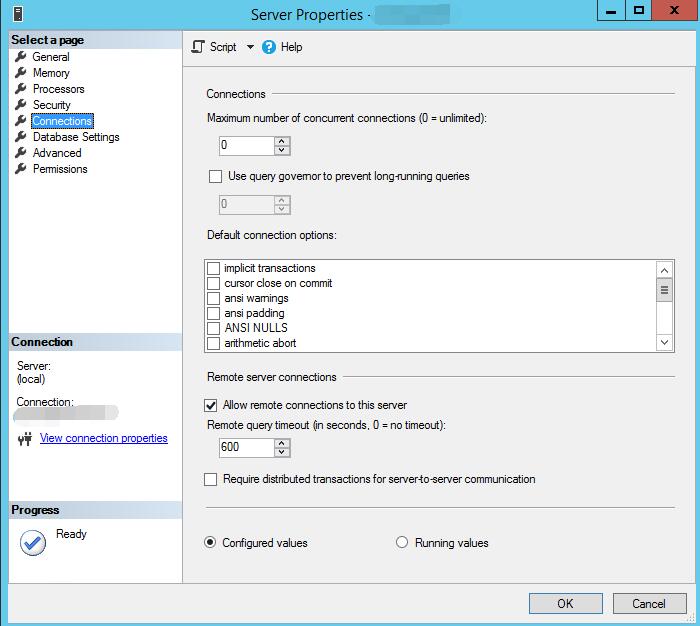 Server Properties -
Script
Help
Select a page
General
Memory
Processors
Security
Connections
Database Settings
Advanced
Permissions
Connection
Server:
(local)
Connection:
View connection properties
Progress
Ready
Connections
Maximum number of concurrent connections (0 = unlimited):
0
Use query governor to prevent long-running queries
0
Default connection options:
implicit transactions
cursor close on commit
ansi warnings
ansi padding
ANSI NULLS
arithmetic abort
Remote server connections
Allow remote connections to this server
Remote query timeout (in seconds, 0 = no timeout):
600
Require distributed transactions for server-to-server communication
Configured values
Running values
OK
Cancel